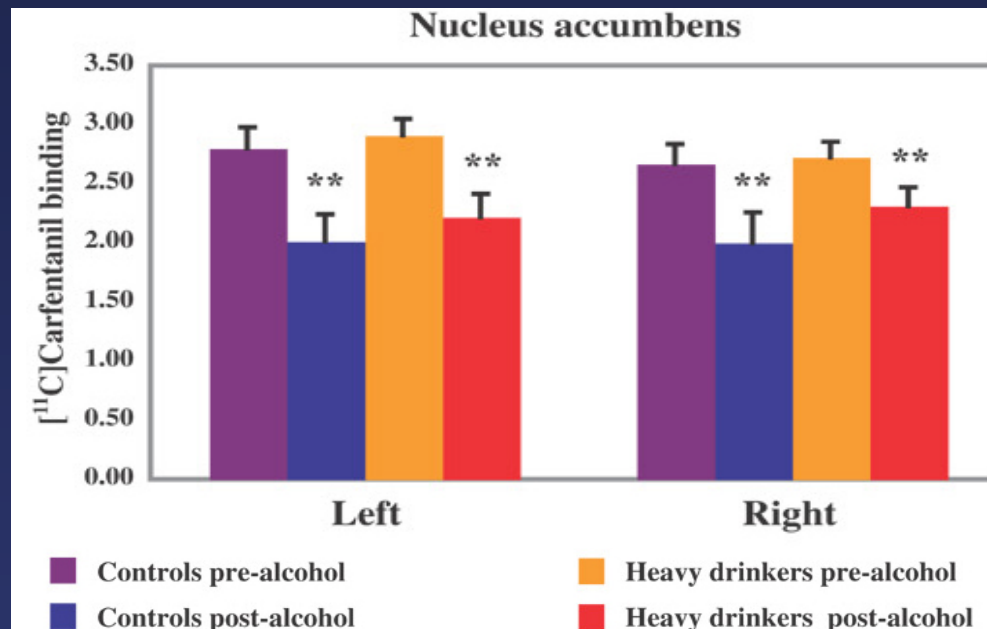 Nucleus accumbens
[¹¹C]Carfentanil binding
3.50
3.00
2.50
2.00
1.50
1.00
0.50
0.00
** ** ** **
Left Right
Controls pre-alcohol Heavy drinkers pre-alcohol
Controls post-alcohol Heavy drinkers post-alcohol